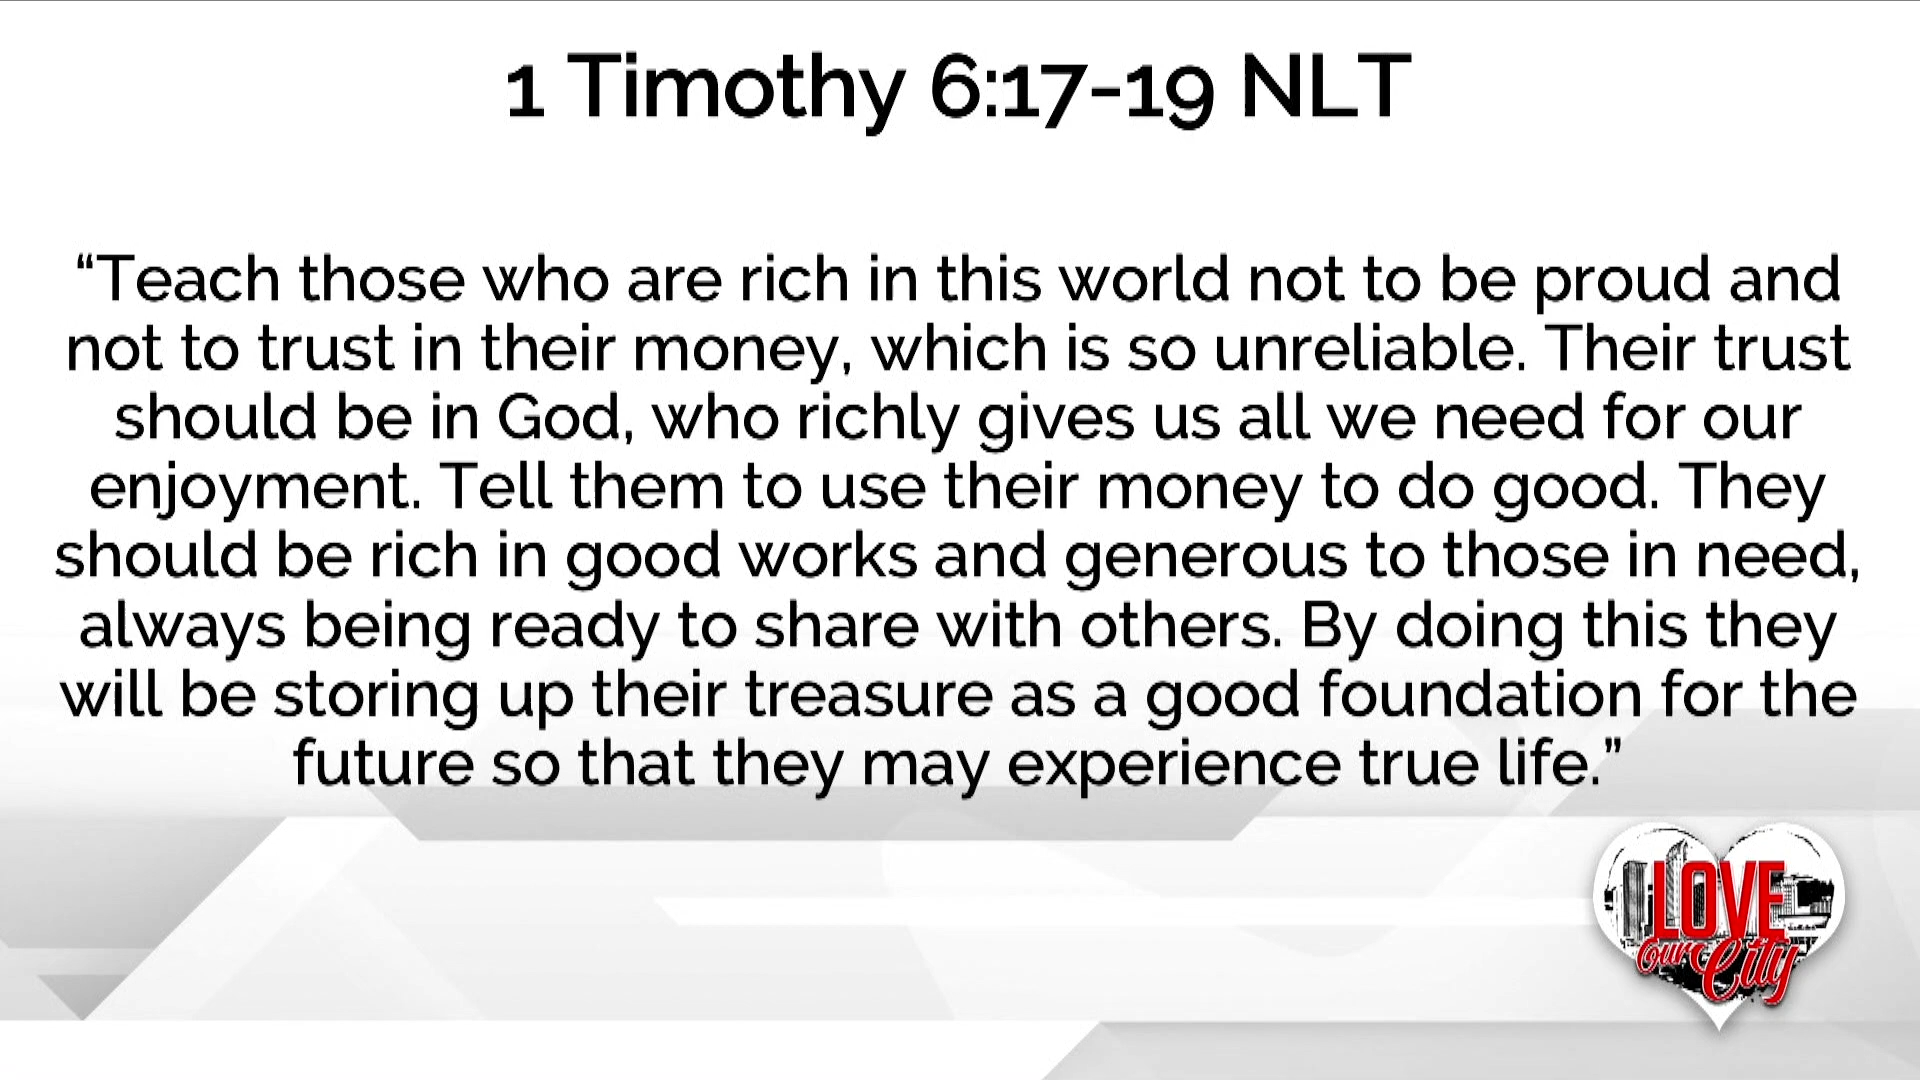 1 Timothy 6:17-19 NLT
“Teach those who are rich in this world not to be proud and
not to trust in their money, which is so unreliable. Their trust
should be in God, who richly gives us all we need for our
enjoyment. Tell them to use their money to do good. They
should be rich in good works and generous to those in need,
always being ready to share with others. By doing this they
will be storing up their treasure as a good foundation for the
future so that they may experience true life.”
LOVE
Our City